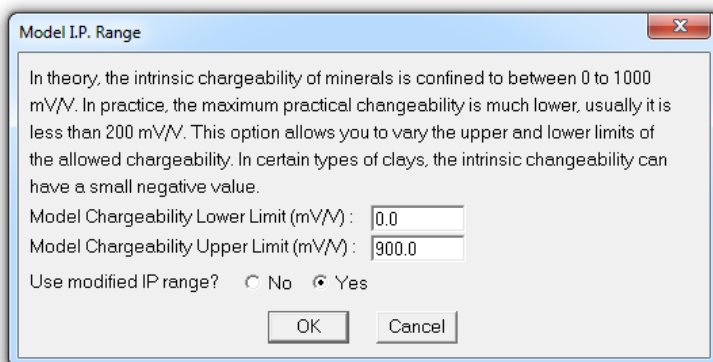 Model I.P. Range
In theory, the intrinsic chargeability of minerals is confined to between 0 to 1000
mV/V. In practice, the maximum practical changeability is much lower, usually it is
less than 200 mV/V. This option allows you to vary the upper and lower limits of
the allowed chargeability. In certain types of clays, the intrinsic changeability can
have a small negative value.
Model Chargeability Lower Limit (mV/V) : 0.0
Model Chargeability Upper Limit (mV/V) : 900.0
Use modified IP range? No Yes
OK Cancel